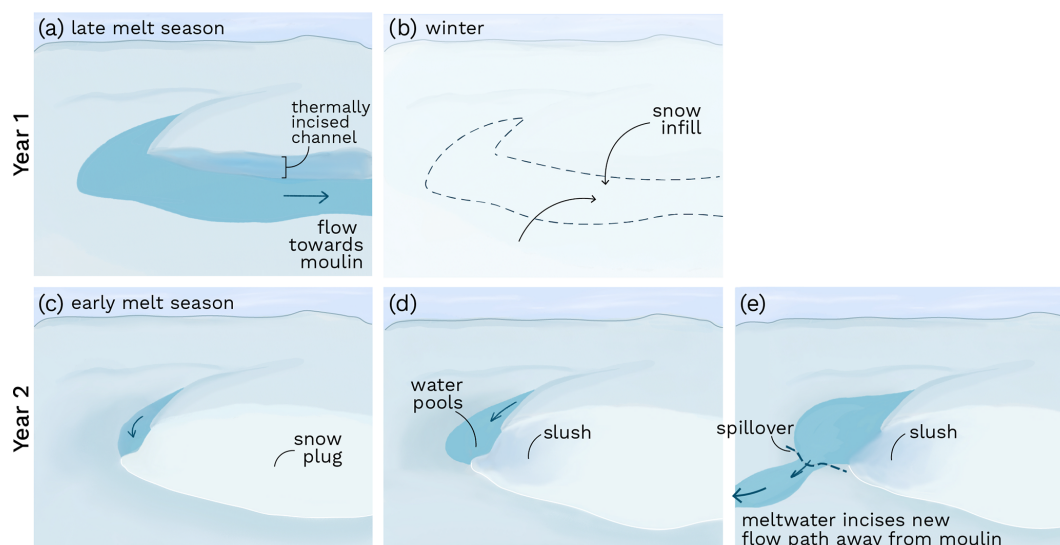 (a) late melt season
thermally
incised
channel
flow
towards
moulin
(b) winter
snow
infill
Year 1
(c) early melt season
snow
plug
(d)
water
pools
slush
(e)
spillover
slush
meltwater incises new
flow path away from moulin
Year 2